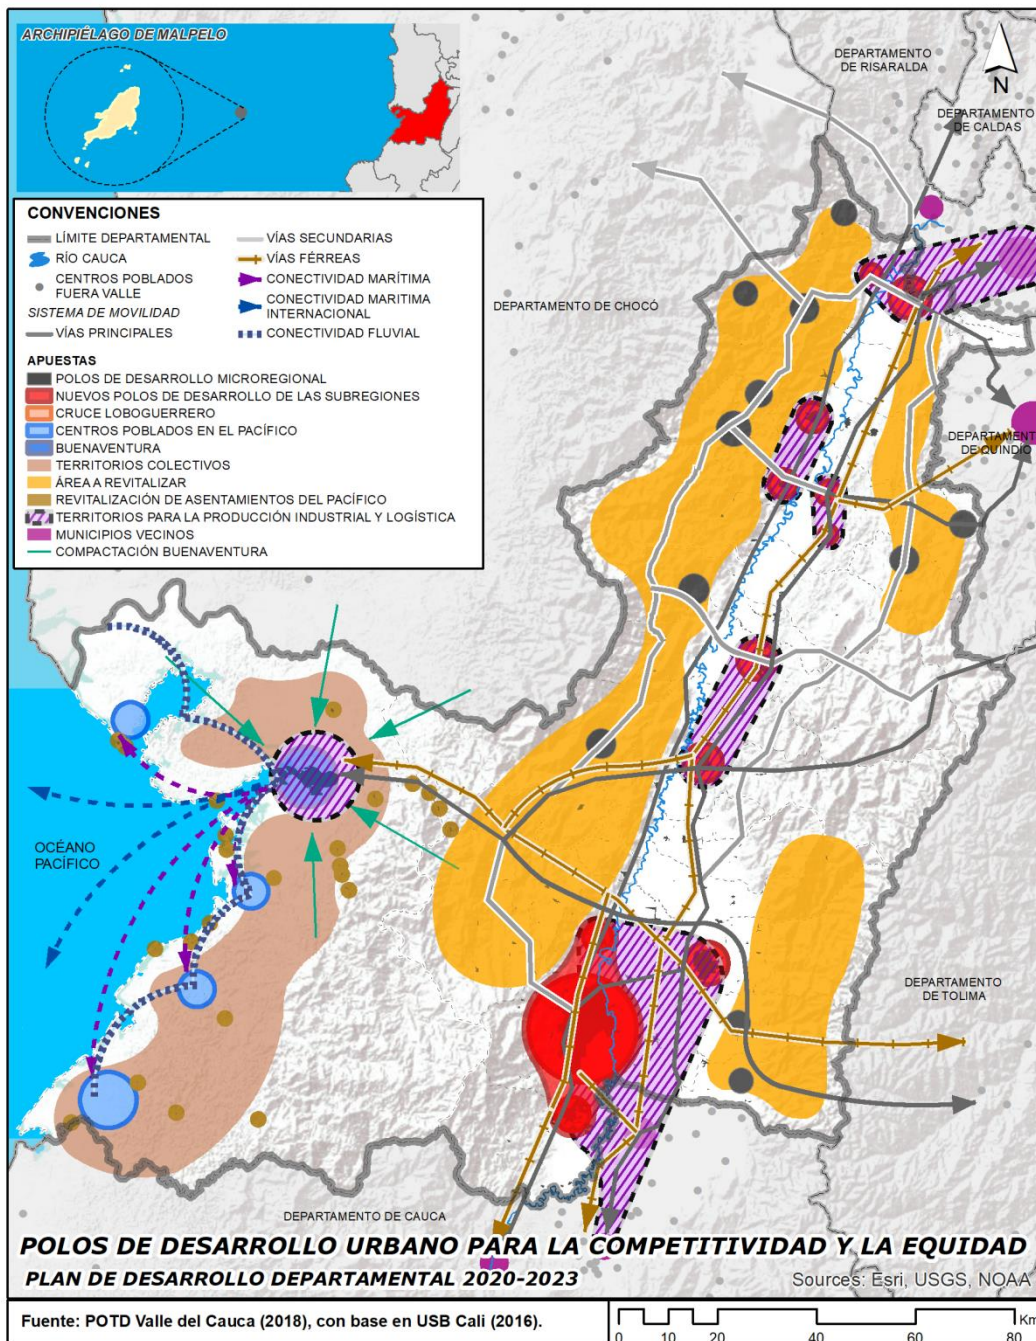 ARCHIPIÉLAGO DE MALPELO
DEPARTAMENTO
DE RISARALDA
N
DEPARTAMENTO
DE CALDAS
CONVENCIONES
LÍMITE DEPARTAMENTAL
RÍO CAUCA
CENTROS POBLADOS
FUERA VALLE
SISTEMA DE MOVILIDAD
VÍAS PRINCIPALES
VÍAS SECUNDARIAS
VÍAS FÉRREAS
CONECTIVIDAD MARÍTIMA
CONECTIVIDAD MARITIMA
INTERNACIONAL
CONECTIVIDAD FLUVIAL
APUESTAS
POLOS DE DESARROLLO MICROREGIONAL
NUEVOS POLOS DE DESARROLLO DE LAS SUBREGIONES
CRUCE LOBOGUERRERO
CENTROS POBLADOS EN EL PACÍFICO
BUENAVENTURA
TERRITORIOS COLECTIVOS
ÁREA A REVITALIZAR
REVITALIZACIÓN DE ASENTAMIENTOS DEL PACÍFICO
TERRITORIOS PARA LA PRODUCCIÓN INDUSTRIAL Y LOGÍSTICA
MUNICIPIOS VECINOS
COMPACTACIÓN BUENAVENTURA
DEPARTAMENTO DE CHOCÓ
DEPARTAMENTO
DE QUINDIO
OCÉANO
PACÍFICO
DEPARTAMENTO
DE TOLIMA
DEPARTAMENTO DE CAUCA
POLOS DE DESARROLLO URBANO PARA LA COMPETITIVIDAD Y LA EQUIDAD
PLAN DE DESARROLLO DEPARTAMENTAL 2020-2023
Sources: Esri, USGS, NOAA
Fuente: POTD Valle del Cauca (2018), con base en USB Cali (2016).
Km
0 10 20 40 60 80